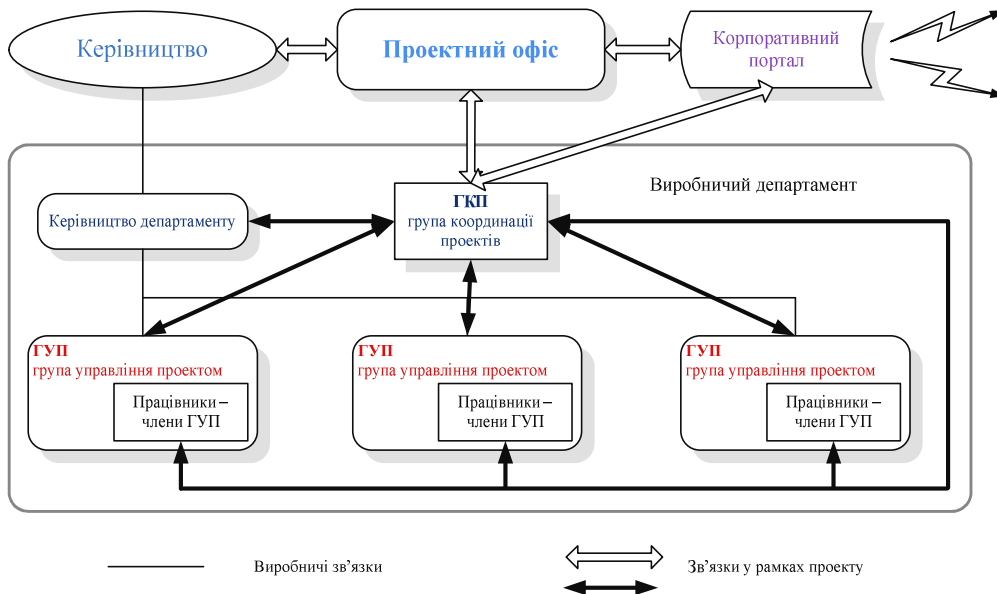 Керівництво
Проектний офіс
Корпоративний
портал
Виробничий департамент
Керівництво департаменту
ГКП
група координації
проектів
ГУП
група управління проектом
Працівники –
члени ГУП
ГУП
група управління проектом
Працівники –
члени ГУП
ГУП
група управління проектом
Працівники –
члени ГУП
Виробничі зв’язки
Зв’язки у рамках проекту